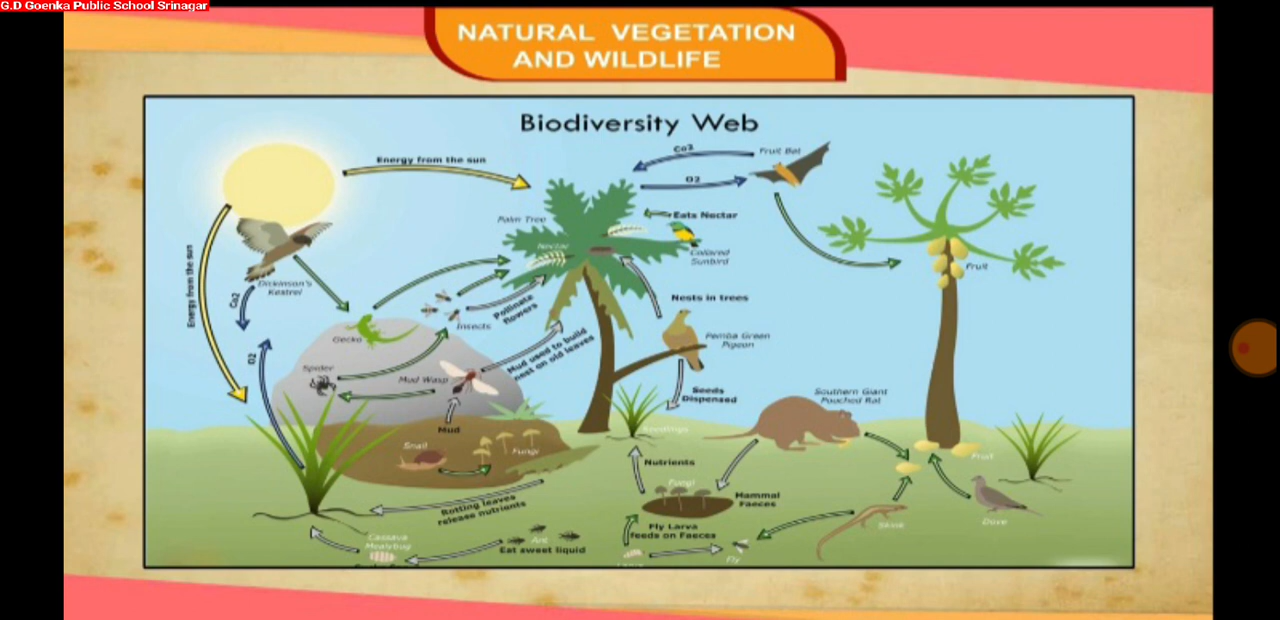 G.D Goenka Public School Srinagar
NATURAL VEGETATION
AND WILDLIFE
Biodiversity Web
Energy from the sun
Co2
Fruit Bat
O2
Palm Tree
Eats Nectar
Nectar
Collared
Sunbird
Fruit
Energy from the sun
Dickinson's
Kestrel
Co2
Insects
Pollinate
flowers
Nests in trees
Gecko
Pemba Green
Pigeon
Mud used to build
nest on old leaves
O2
Spider
Mud Wasp
Seeds
Dispensed
Southern Giant
Pouched Rat
Mud
Seedlings
Snail
Fungi
Fruit
Nutrients
Fungi
Mammal
Faeces
Rotting leaves
release nutrients
Dove
Skink
Fly Larva
feeds on Faeces
Cassava
Mealybug
Ant
Eat sweet liquid
Fly